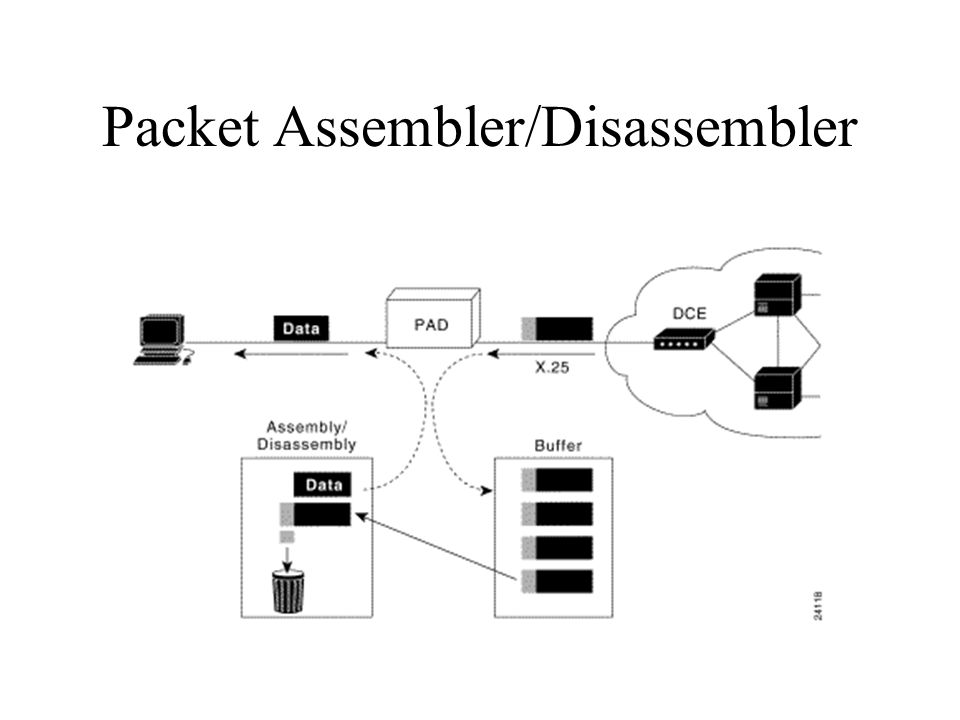 Packet Assembler/Disassembler
Data
PAD
DCE
X.25
Assembly/
Disassembly
Buffer
Data
24118